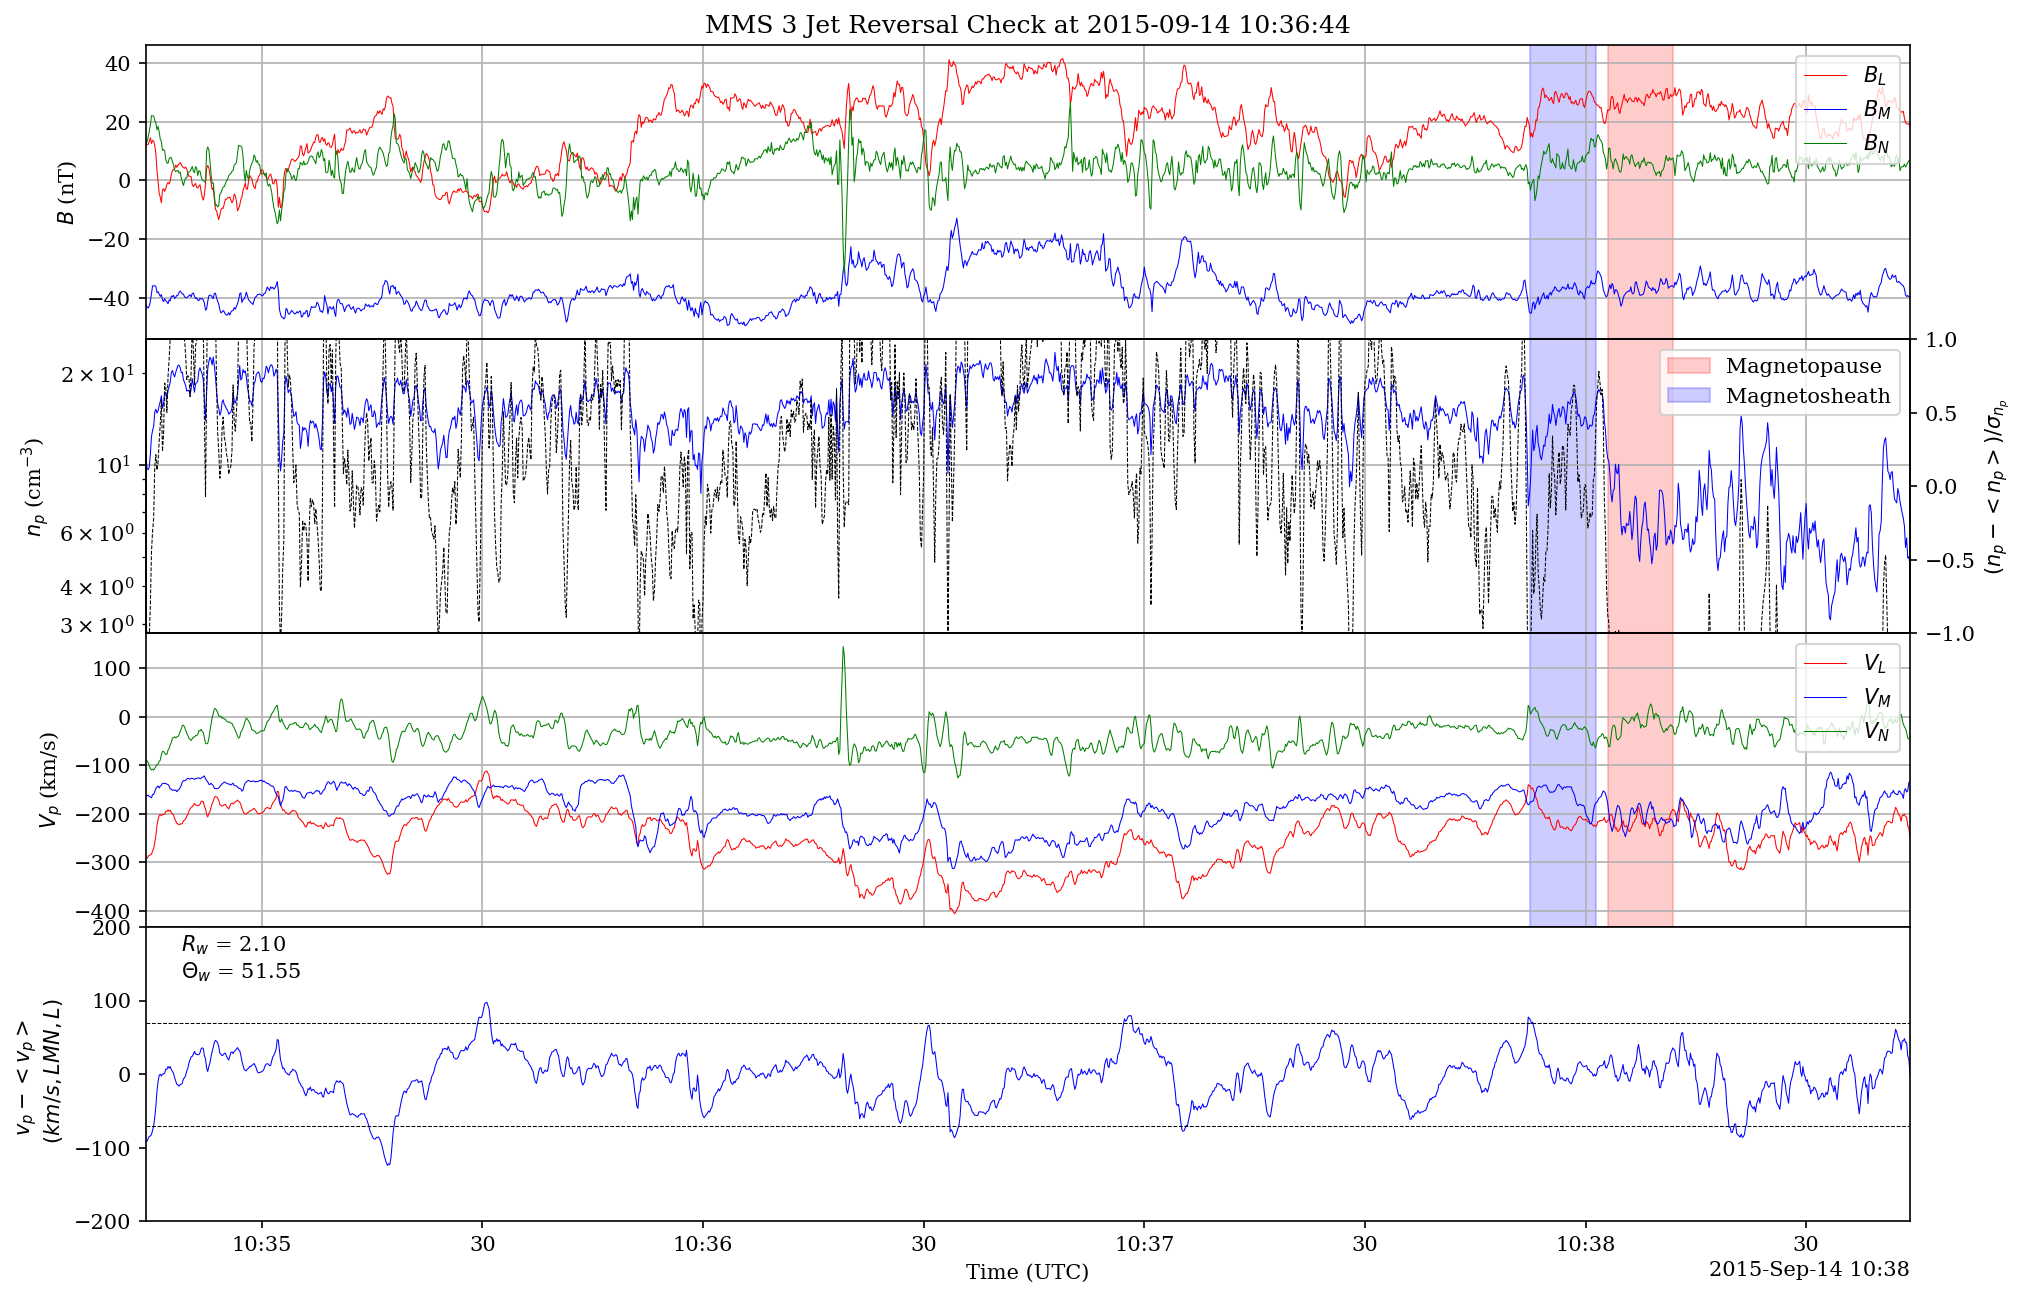 MMS 3 Jet Reversal Check at 2015-09-14 10:36:44
40
20
0
−20
−40
B (nT)
B_L
B_M
B_N
2 × 10^1
10^1
6 × 10^0
4 × 10^0
3 × 10^0
n_p (cm^−3)
1.0
0.5
0.0
−0.5
−1.0
(n_p − < n_p >)/σ_{n_p}
Magnetopause
Magnetosheath
100
0
−100
−200
−300
−400
V_p (km/s)
V_L
V_M
V_N
200
100
0
−100
−200
v_p − < v_p >
(km/s, LMN, L)
R_w = 2.10
Θ_w = 51.55
10:35
30
10:36
30
10:37
30
10:38
30
Time (UTC)
2015-Sep-14 10:38